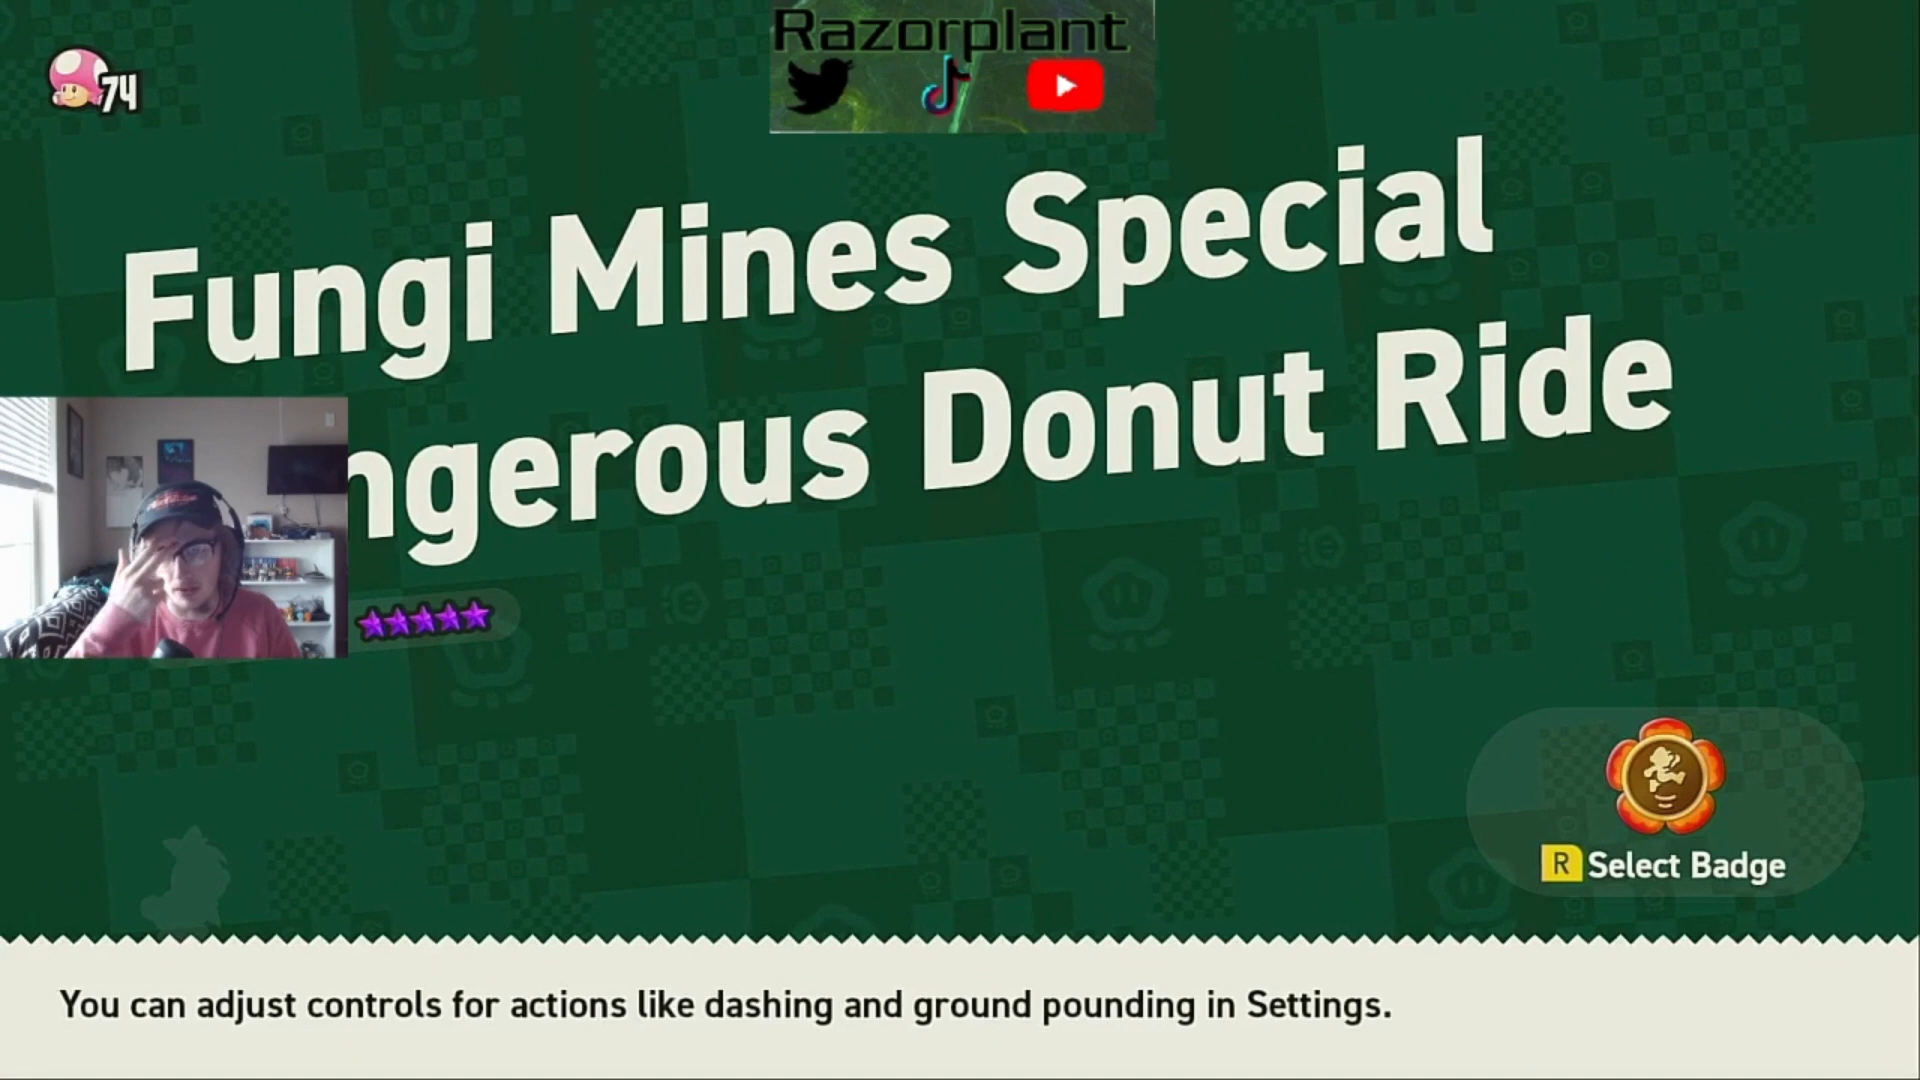 Razorplant
74
Fungi Mines Special
ngerous Donut Ride
R Select Badge
You can adjust controls for actions like dashing and ground pounding in Settings.